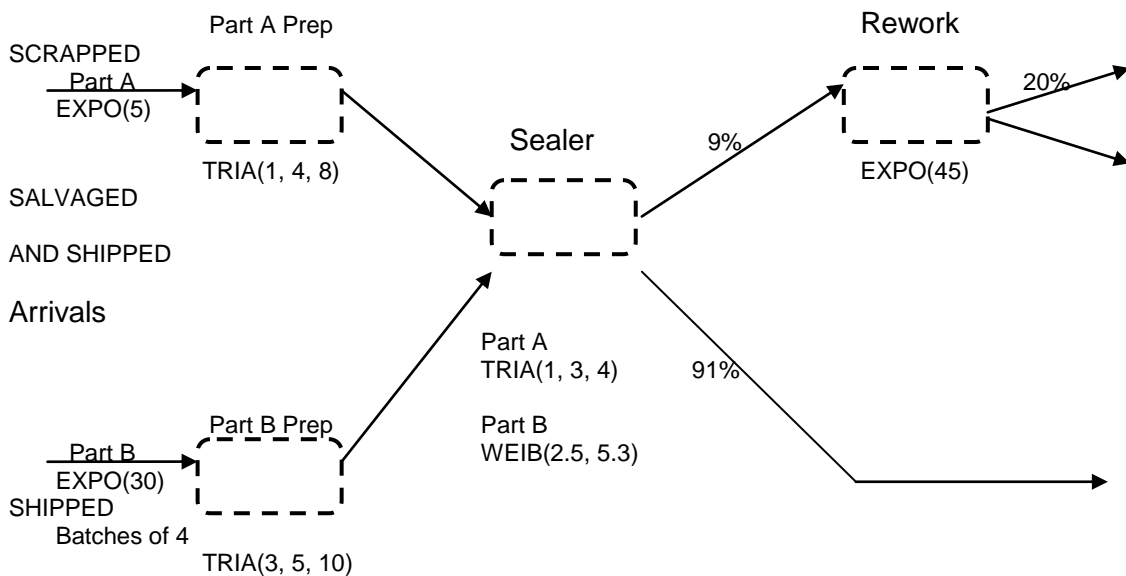 Part A Prep
Rework
SCRAPPED
Part A
EXPO(5)
20%
Sealer
9%
TRIA(1, 4, 8)
EXPO(45)
SALVAGED
AND SHIPPED
Arrivals
Part A
TRIA(1, 3, 4)
91%
Part B Prep
Part B
WEIB(2.5, 5.3)
Part B
EXPO(30)
SHIPPED
Batches of 4
TRIA(3, 5, 10)